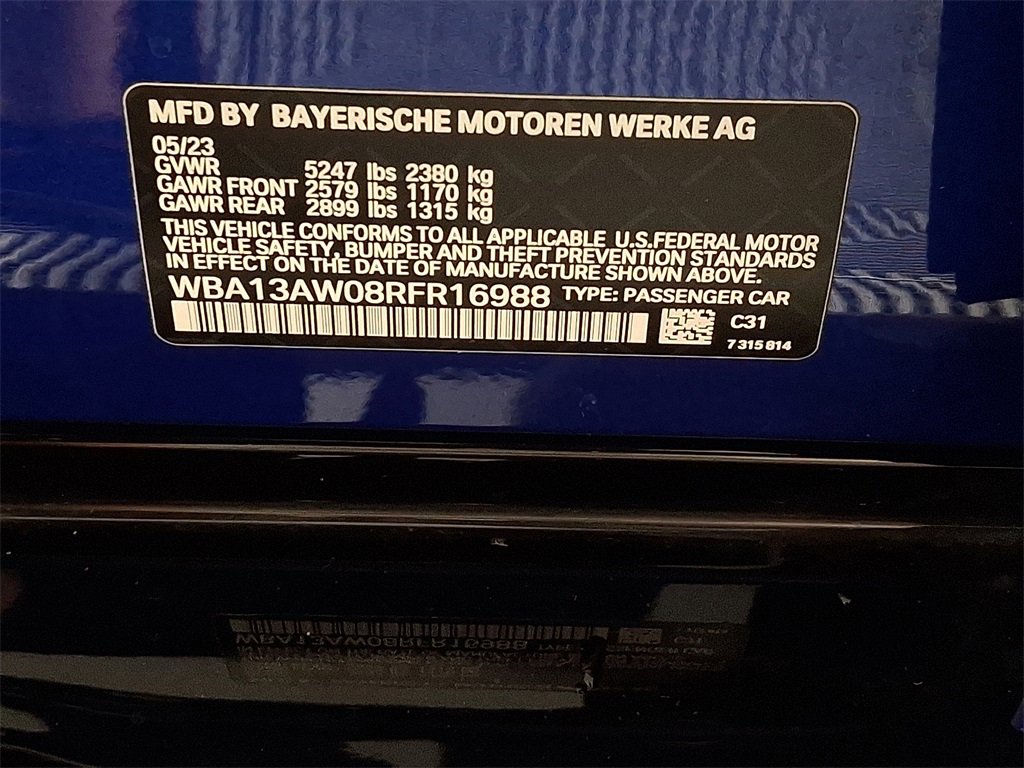 MFD BY BAYERISCHE MOTOREN WERKE AG
05/23
GVWR 5247 lbs 2380 kg
GAWR FRONT 2579 lbs 1170 kg
GAWR REAR 2899 lbs 1315 kg
THIS VEHICLE CONFORMS TO ALL APPLICABLE U.S.FEDERAL MOTOR
VEHICLE SAFETY, BUMPER AND THEFT PREVENTION STANDARDS
IN EFFECT ON THE DATE OF MANUFACTURE SHOWN ABOVE.
WBA13AW08RFR16988 TYPE: PASSENGER CAR
C31
7 315 814